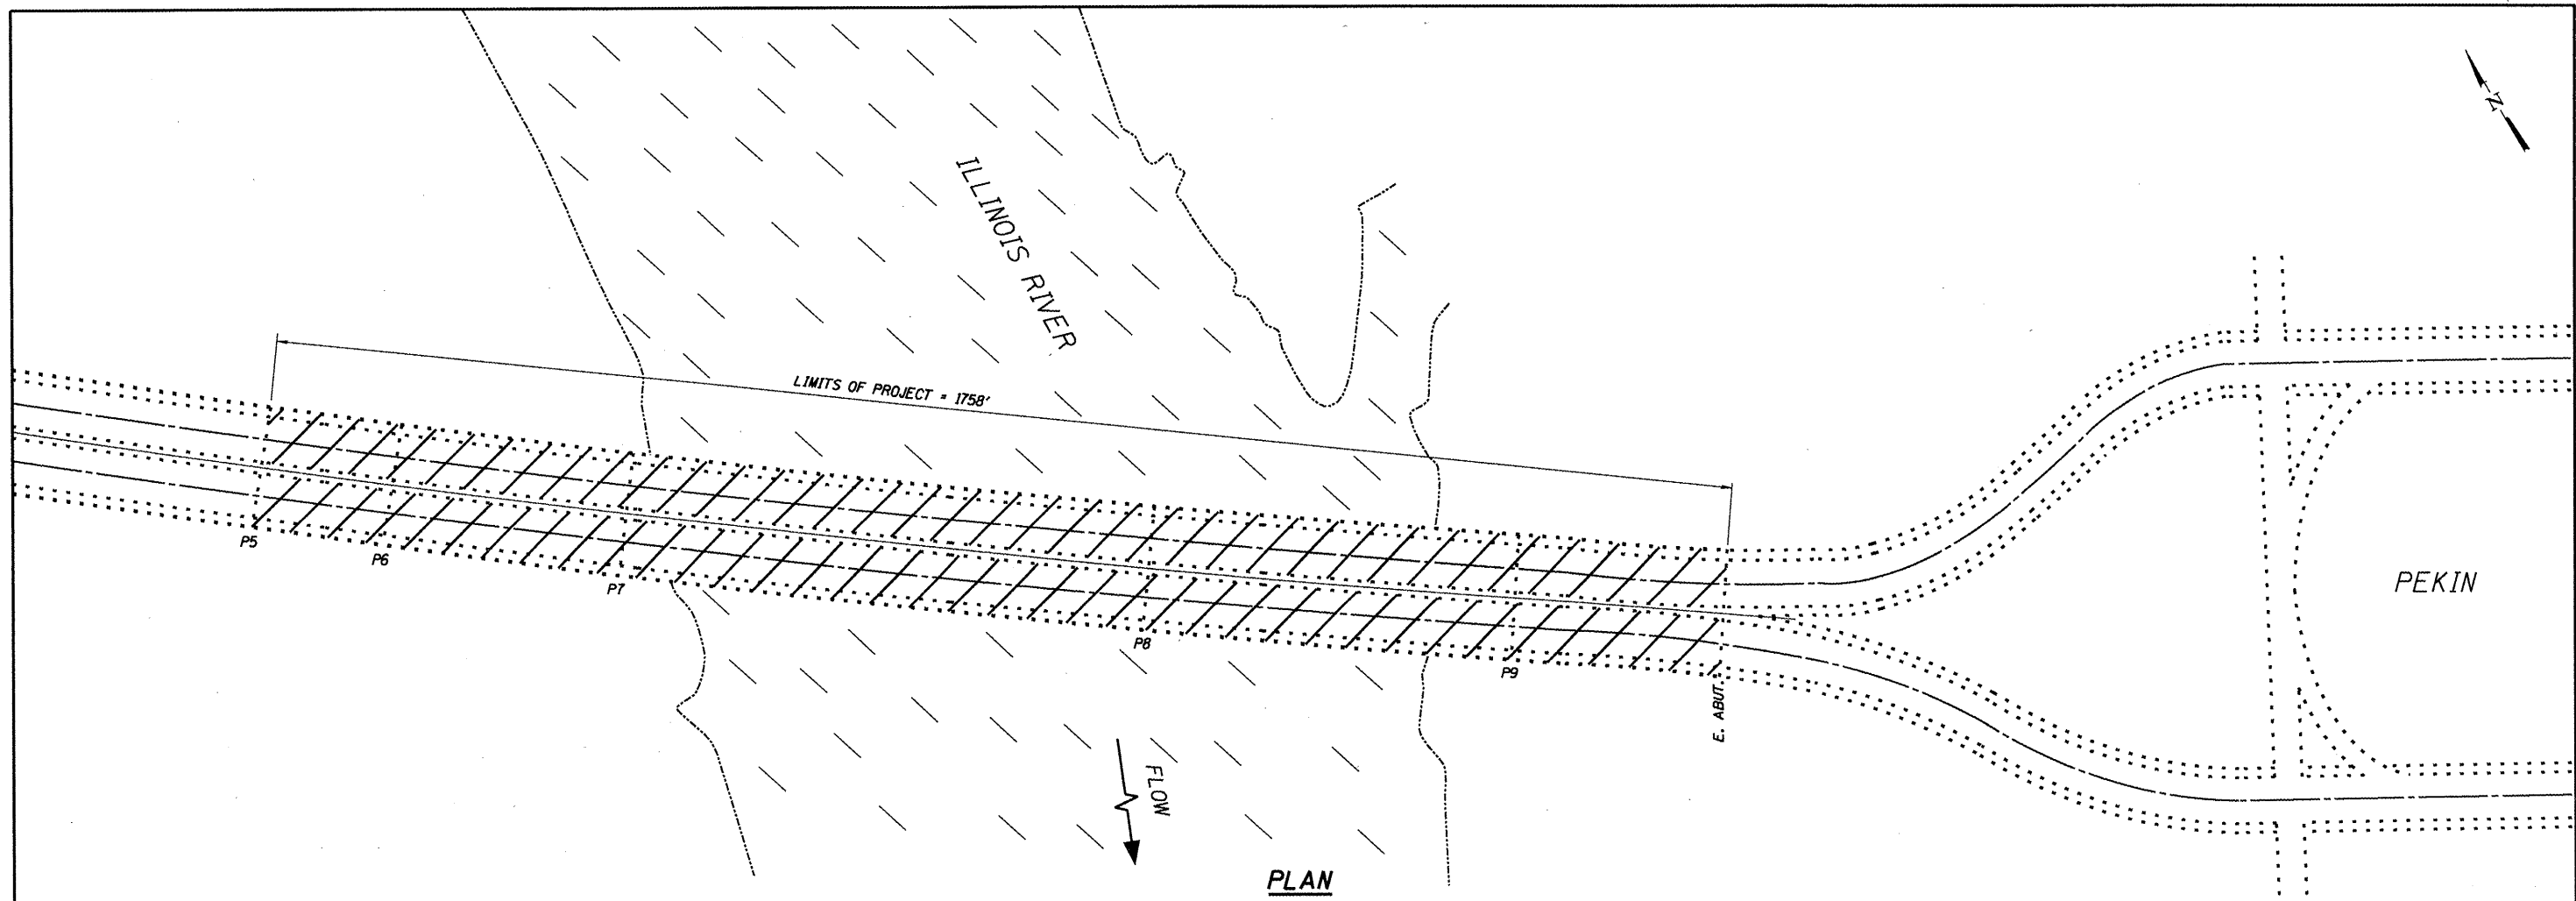 N
ILLINOIS RIVER
LIMITS OF PROJECT = 1758'
P5
P6
P7
P8
P9
E. ABUT.
PEKIN
FLOW
PLAN